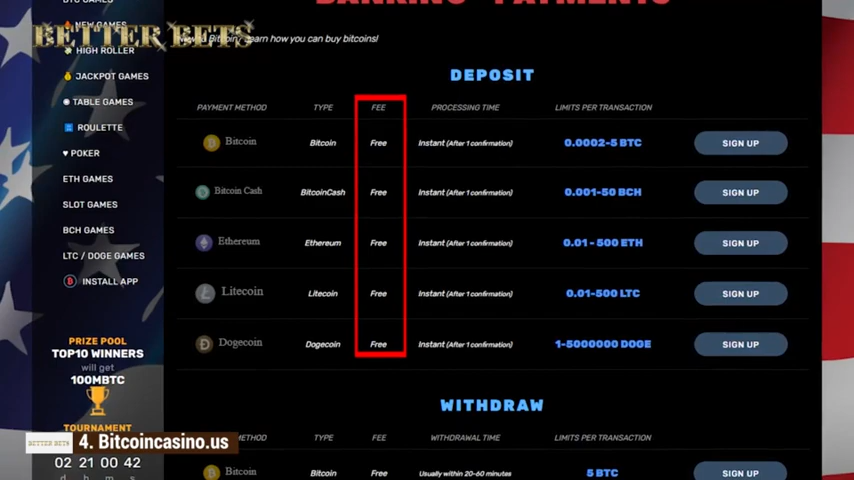 BANKING PAYMENTS
BETTER BETS
to Bitcoin? Learn how you can buy bitcoins!
NEW GAMES
HIGH ROLLER
JACKPOT GAMES
TABLE GAMES
ROULETTE
POKER
ETH GAMES
SLOT GAMES
BCH GAMES
LTC / DOGE GAMES
INSTALL APP
PRIZE POOL
TOP10 WINNERS
will get
100MBTC
TOURNAMENT
02 21 00 42
d h m s
DEPOSIT
PAYMENT METHOD TYPE FEE PROCESSING TIME LIMITS PER TRANSACTION
Bitcoin Bitcoin Free Instant (After 1 confirmation) 0.0002-5 BTC SIGN UP
Bitcoin Cash BitcoinCash Free Instant (After 1 confirmation) 0.001-50 BCH SIGN UP
Ethereum Ethereum Free Instant (After 1 confirmation) 0.01 - 500 ETH SIGN UP
Litecoin Litecoin Free Instant (After 1 confirmation) 0.01-500 LTC SIGN UP
Dogecoin Dogecoin Free Instant (After 1 confirmation) 1-5000000 DOGE SIGN UP
WITHDRAW
METHOD TYPE FEE WITHDRAWAL TIME LIMITS PER TRANSACTION
Bitcoin Bitcoin Free Usually within 20-60 minutas 5 BTC SIGN UP
BETTER BETS 4. Bitcoincasino.us